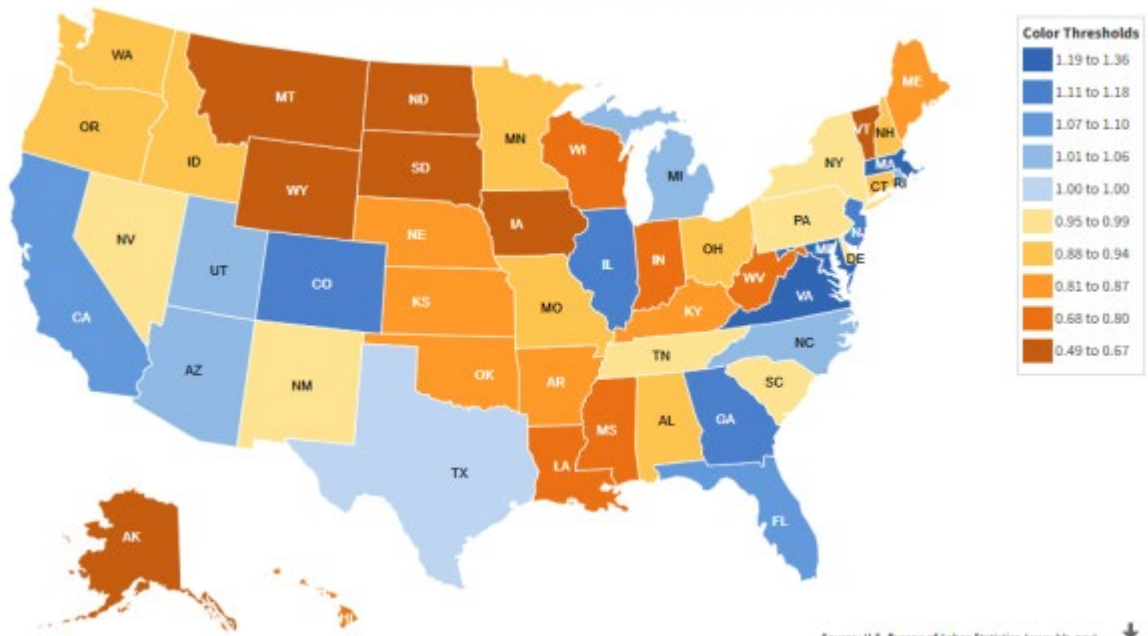 Color Thresholds
1.19 to 1.36
1.11 to 1.18
1.07 to 1.10
1.01 to 1.06
1.00 to 1.00
0.95 to 0.99
0.88 to 0.94
0.81 to 0.87
0.68 to 0.80
0.49 to 0.67
WA
MT
ND
MN
ME
VT
NH
OR
ID
WI
NY
MA
MI
SD
WY
CT
RI
IA
PA
NE
NJ
NV
OH
UT
IL
IN
DE
CO
WV
VA
MO
KS
CA
KY
NC
TN
AZ
NM
OK
AR
SC
MS
AL
GA
TX
LA
FL
AK
HI